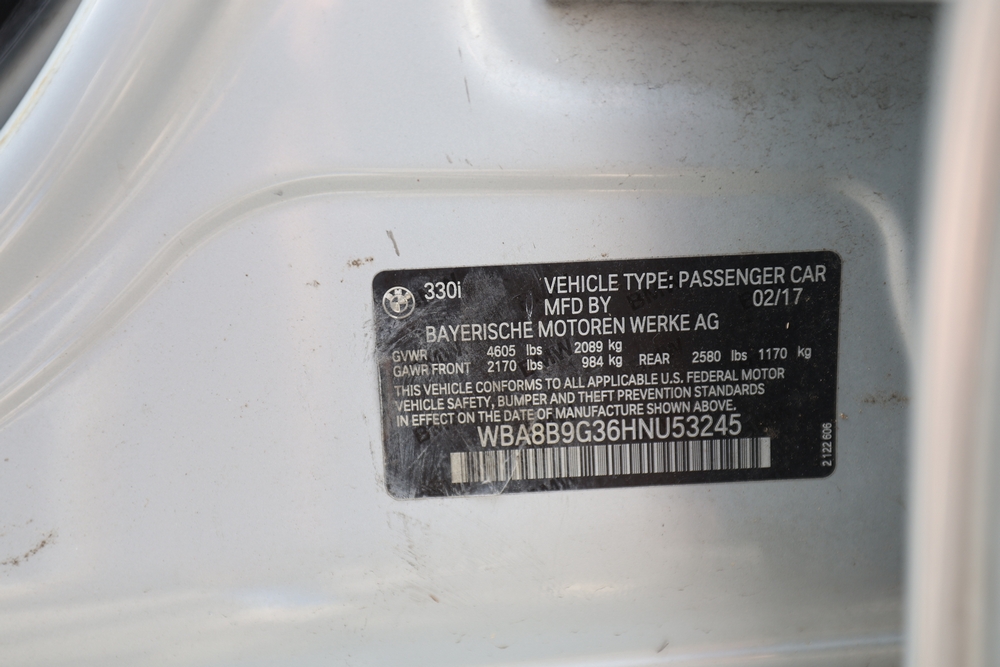 330i VEHICLE TYPE: PASSENGER CAR
MFD BY 02/17
BAYERISCHE MOTOREN WERKE AG
GVWR 4605 lbs 2089 kg
GAWR FRONT 2170 lbs 984 kg REAR 2580 lbs 1170 kg
THIS VEHICLE CONFORMS TO ALL APPLICABLE U.S. FEDERAL MOTOR
VEHICLE SAFETY, BUMPER AND THEFT PREVENTION STANDARDS
IN EFFECT ON THE DATE OF MANUFACTURE SHOWN ABOVE.
WBA8B9G36HNU53245
2 122 606